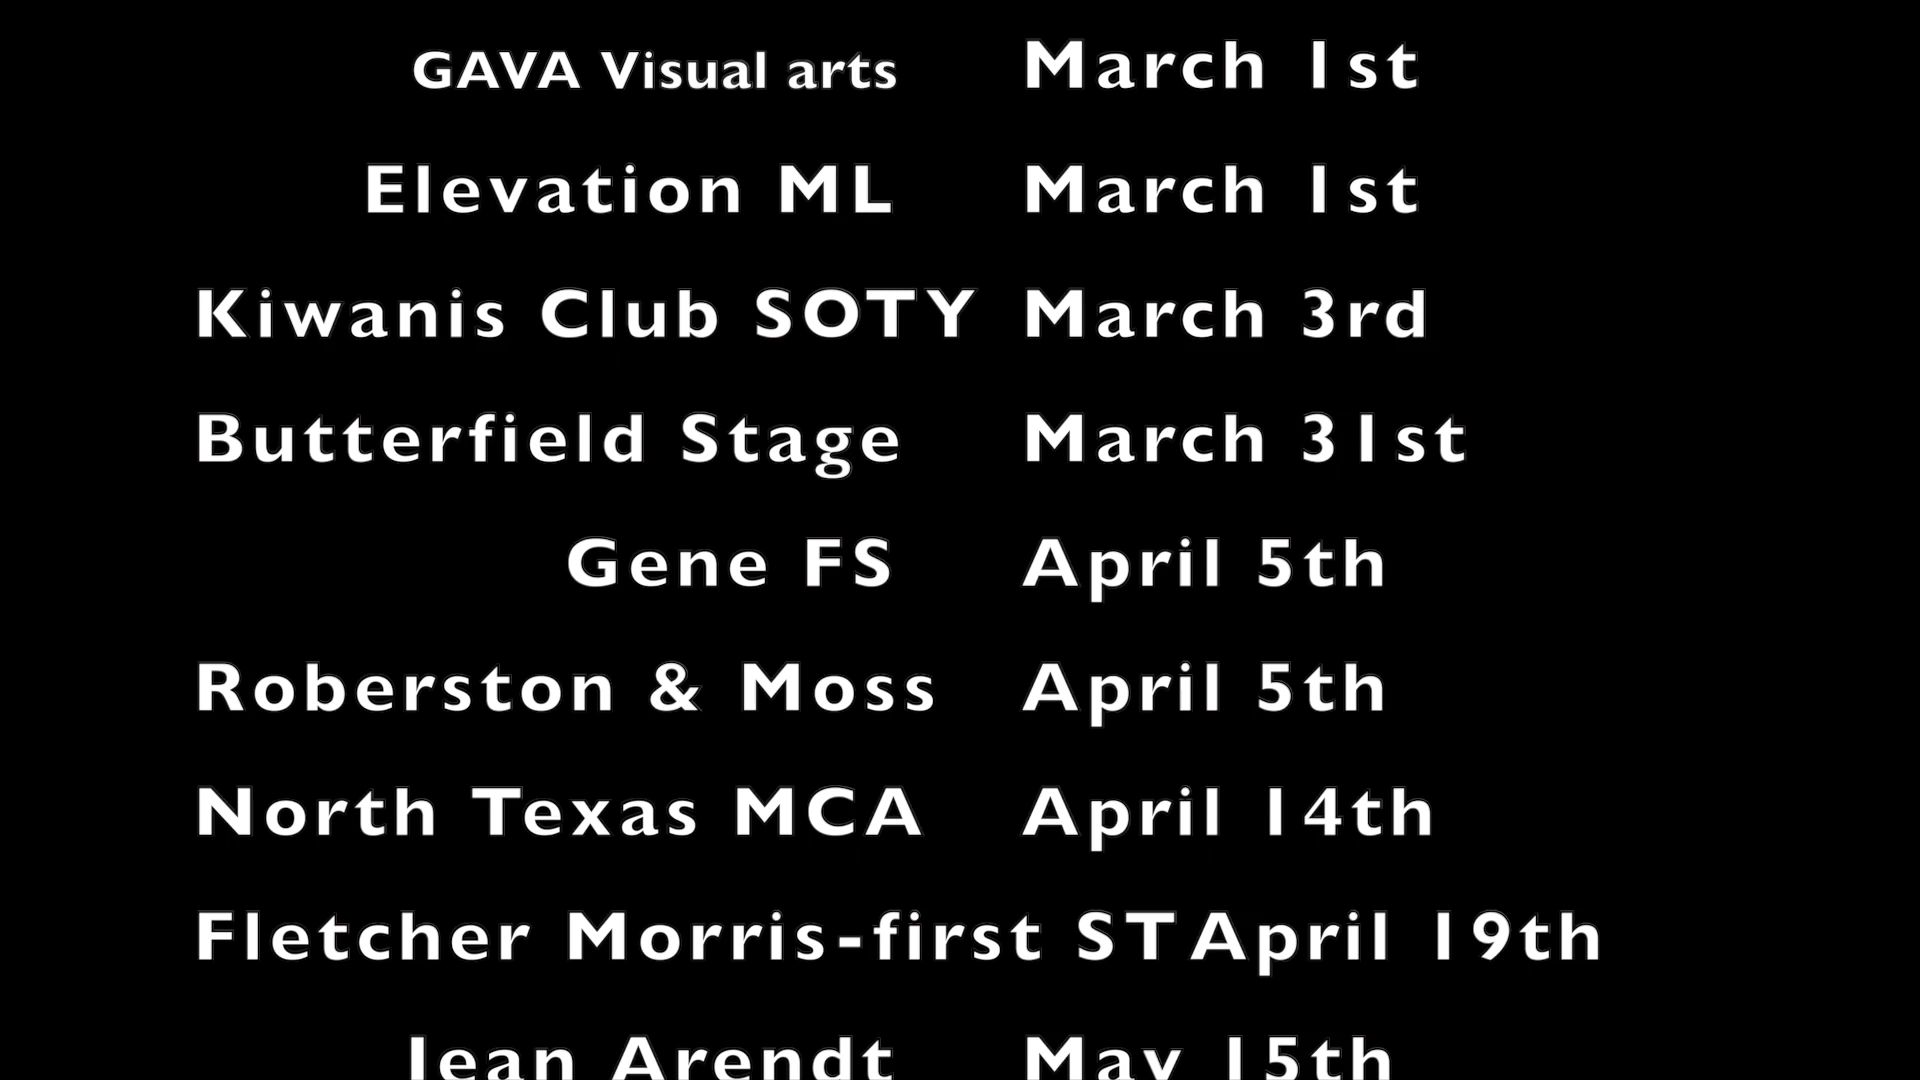 GAVA Visual arts March 1st
Elevation ML March 1st
Kiwanis Club SOTY March 3rd
Butterfield Stage March 31st
Gene FS April 5th
Roberston & Moss April 5th
North Texas MCA April 14th
Fletcher Morris-first ST April 19th
Jean Arendt May 15th